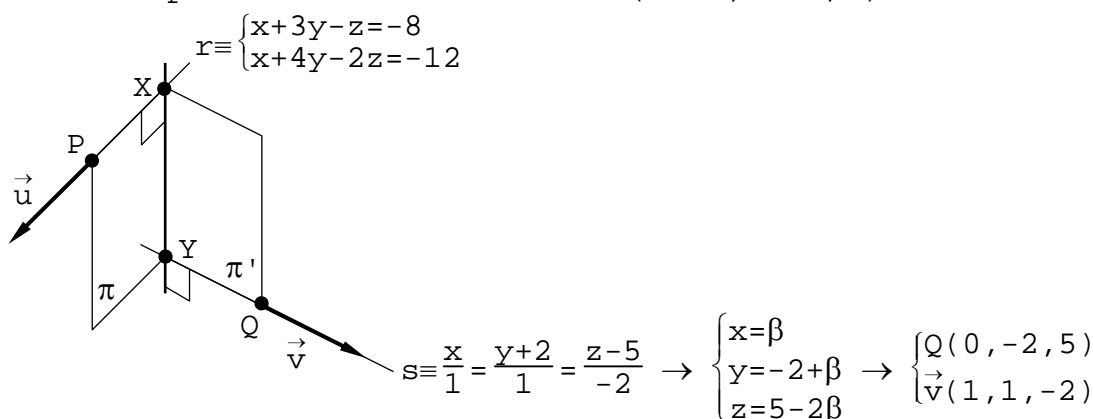 r≡{x+3y-z=-8
x+4y-2z=-12
X
P
u⃗
Y
π
π'
Q
v⃗
s≡x/1 = y+2/1 = z-5/-2 → {x=β
y=-2+β
z=5-2β → {Q(0,-2,5)
v⃗(1,1,-2)